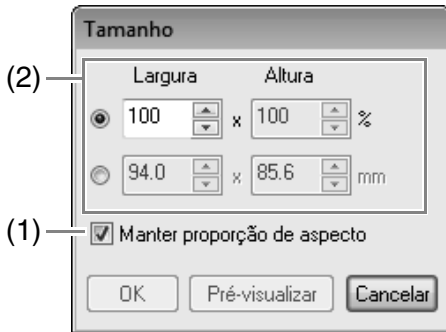 Tamanho
(2) Largura Altura
100 x 100 %
94.0 x 85.6 mm
(1) Manter proporção de aspecto
OK Pré-visualizar Cancelar